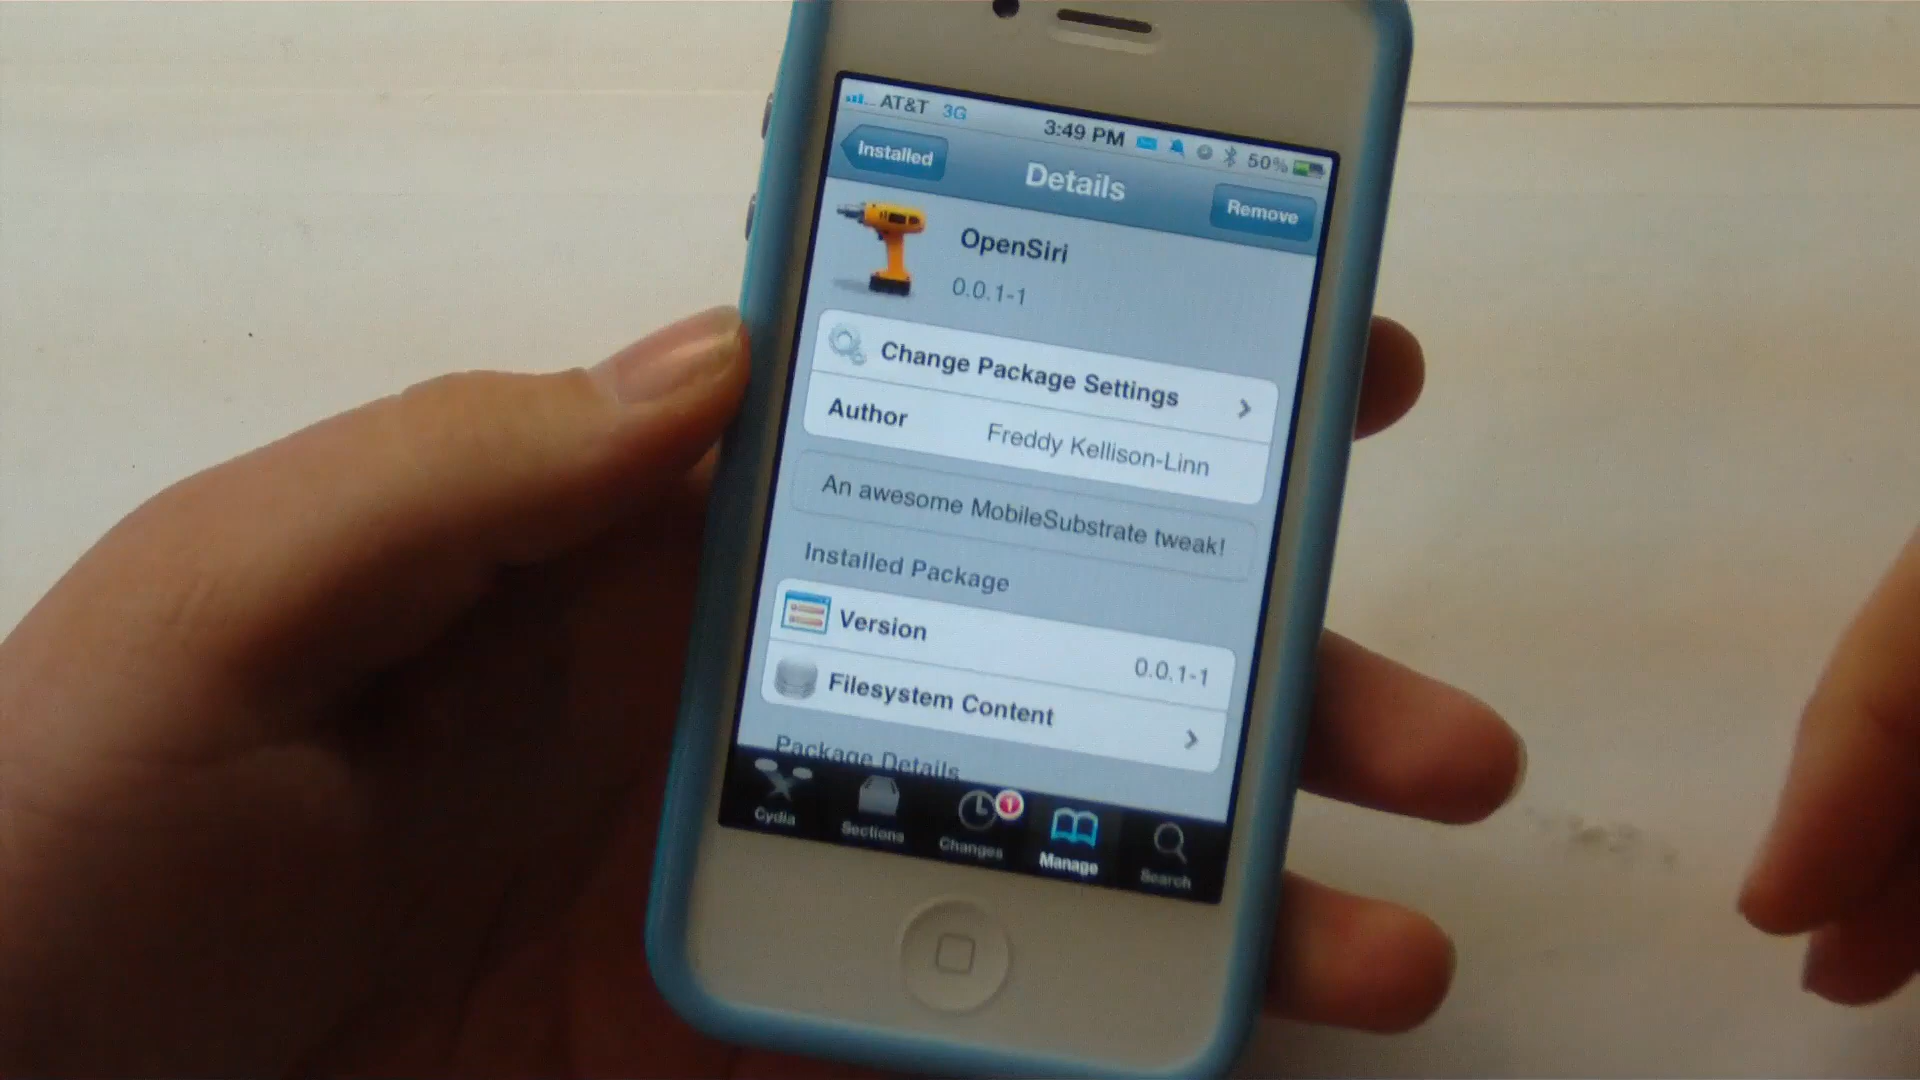 AT&T 3G 3:49 PM 50%
Installed Details Remove
OpenSiri
0.0.1-1
Change Package Settings
Author Freddy Kellison-Linn
An awesome MobileSubstrate tweak!
Installed Package
Version 0.0.1-1
Filesystem Content
Package Details
1
Cydia Sections Changes Manage Search